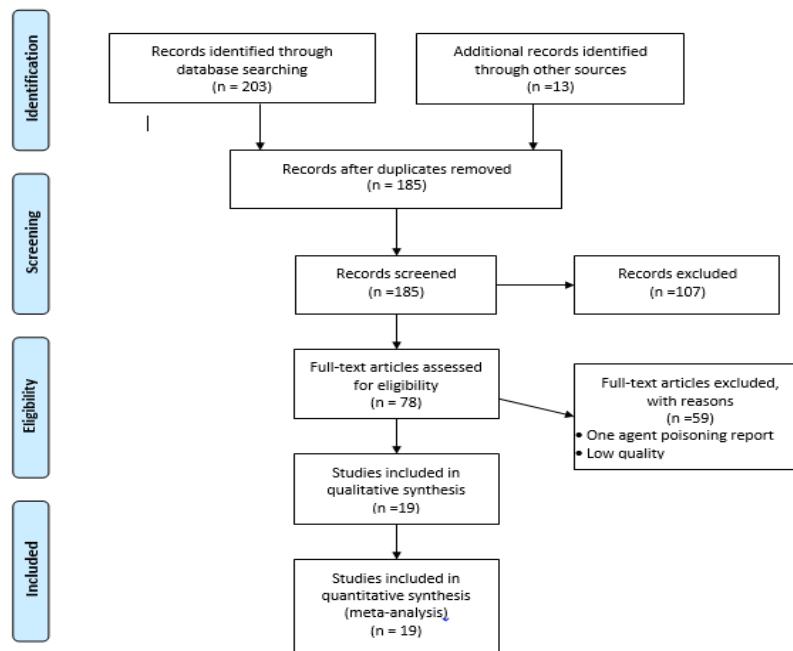 Identification
Records identified through
database searching
(n = 203)
Additional records identified
through other sources
(n =13)
Records after duplicates removed
(n = 185)
Screening
Records screened
(n =185)
Records excluded
(n =107)
Eligibility
Full-text articles assessed
for eligibility
(n = 78)
Full-text articles excluded,
with reasons
(n =59)
• One agent poisoning report
• Low quality
Studies included in
qualitative synthesis
(n =19)
Included
Studies included in
quantitative synthesis
(meta-analysis)
(n = 19)